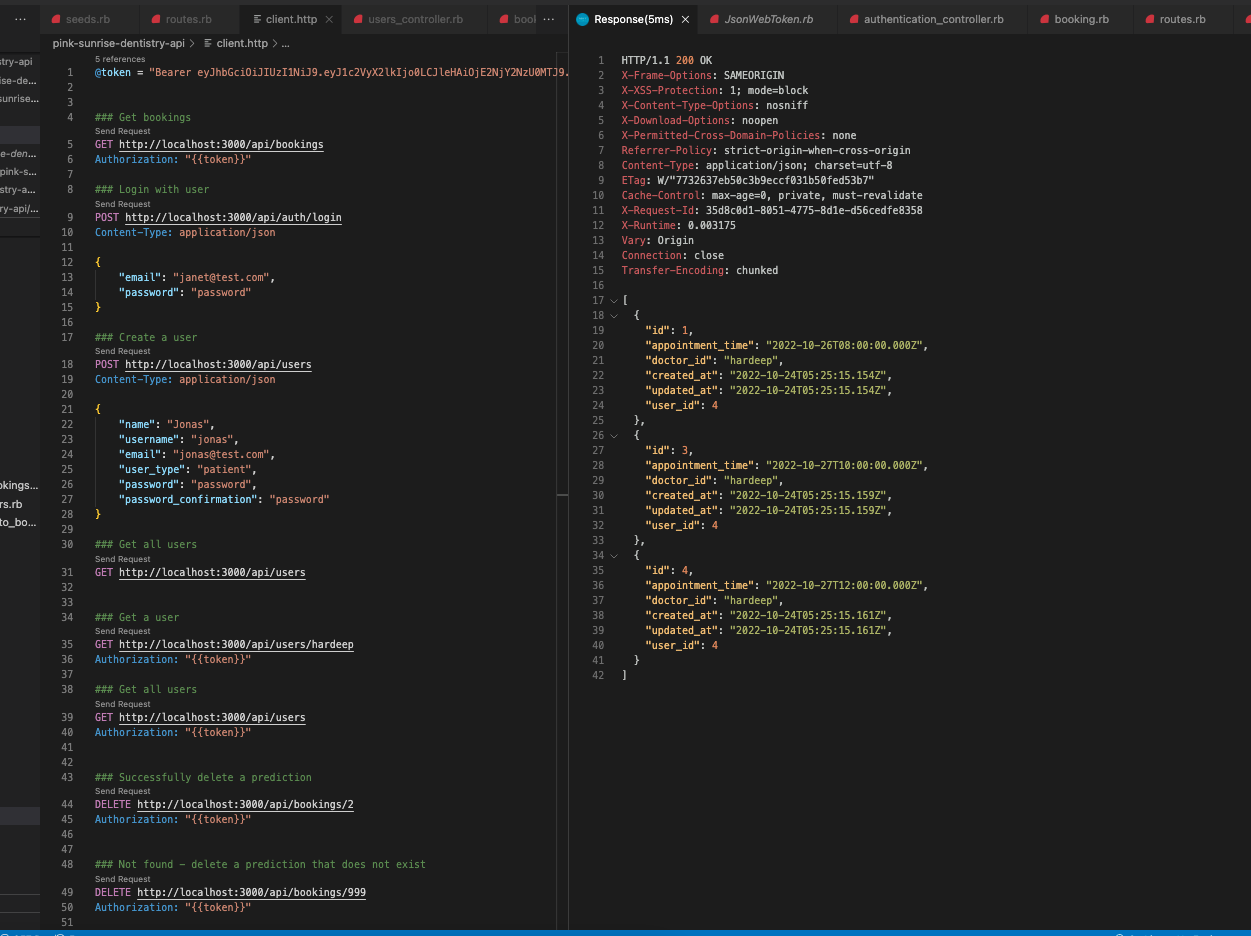 seeds.rb
routes.rb
client.http
users_controller.rb
Response(5ms)
JsonWebToken.rb
authentication_controller.rb
booking.rb
routes.rb
pink-sunrise-dentistry-api > client.http > ...
5 references
1 @token = "Bearer eyJhbGciOiJIUzI1NiJ9.eyJ1c2VyX2lkIjo0LCJleHAiOjE2NjY2NzU0MTJ9.
2
3
4 ### Get bookings
Send Request
5 GET http://localhost:3000/api/bookings
6 Authorization: "{{token}}"
7
8 ### Login with user
Send Request
9 POST http://localhost:3000/api/auth/login
10 Content-Type: application/json
11
12 {
13 "email": "janet@test.com",
14 "password": "password"
15 }
16
17 ### Create a user
Send Request
18 POST http://localhost:3000/api/users
19 Content-Type: application/json
20
21 {
22 "name": "Jonas",
23 "username": "jonas",
24 "email": "jonas@test.com",
25 "user_type": "patient",
26 "password": "password",
27 "password_confirmation": "password"
28 }
29
30 ### Get all users
Send Request
31 GET http://localhost:3000/api/users
32
33
34 ### Get a user
Send Request
35 GET http://localhost:3000/api/users/hardeep
36 Authorization: "{{token}}"
37
38 ### Get all users
Send Request
39 GET http://localhost:3000/api/users
40 Authorization: "{{token}}"
41
42
43 ### Successfully delete a prediction
Send Request
44 DELETE http://localhost:3000/api/bookings/2
45 Authorization: "{{token}}"
46
47
48 ### Not found – delete a prediction that does not exist
Send Request
49 DELETE http://localhost:3000/api/bookings/999
50 Authorization: "{{token}}"
51
1 HTTP/1.1 200 OK
2 X-Frame-Options: SAMEORIGIN
3 X-XSS-Protection: 1; mode=block
4 X-Content-Type-Options: nosniff
5 X-Download-Options: noopen
6 X-Permitted-Cross-Domain-Policies: none
7 Referrer-Policy: strict-origin-when-cross-origin
8 Content-Type: application/json; charset=utf-8
9 ETag: W/"7732637eb50c3b9eccf031b50fed53b7"
10 Cache-Control: max-age=0, private, must-revalidate
11 X-Request-Id: 35d8c0d1-8051-4775-8d1e-d56cedfe8358
12 X-Runtime: 0.003175
13 Vary: Origin
14 Connection: close
15 Transfer-Encoding: chunked
16
17 [
18 {
19 "id": 1,
20 "appointment_time": "2022-10-26T08:00:00.000Z",
21 "doctor_id": "hardeep",
22 "created_at": "2022-10-24T05:25:15.154Z",
23 "updated_at": "2022-10-24T05:25:15.154Z",
24 "user_id": 4
25 },
26 {
27 "id": 3,
28 "appointment_time": "2022-10-27T10:00:00.000Z",
29 "doctor_id": "hardeep",
30 "created_at": "2022-10-24T05:25:15.159Z",
31 "updated_at": "2022-10-24T05:25:15.159Z",
32 "user_id": 4
33 },
34 {
35 "id": 4,
36 "appointment_time": "2022-10-27T12:00:00.000Z",
37 "doctor_id": "hardeep",
38 "created_at": "2022-10-24T05:25:15.161Z",
39 "updated_at": "2022-10-24T05:25:15.161Z",
40 "user_id": 4
41 }
42 ]